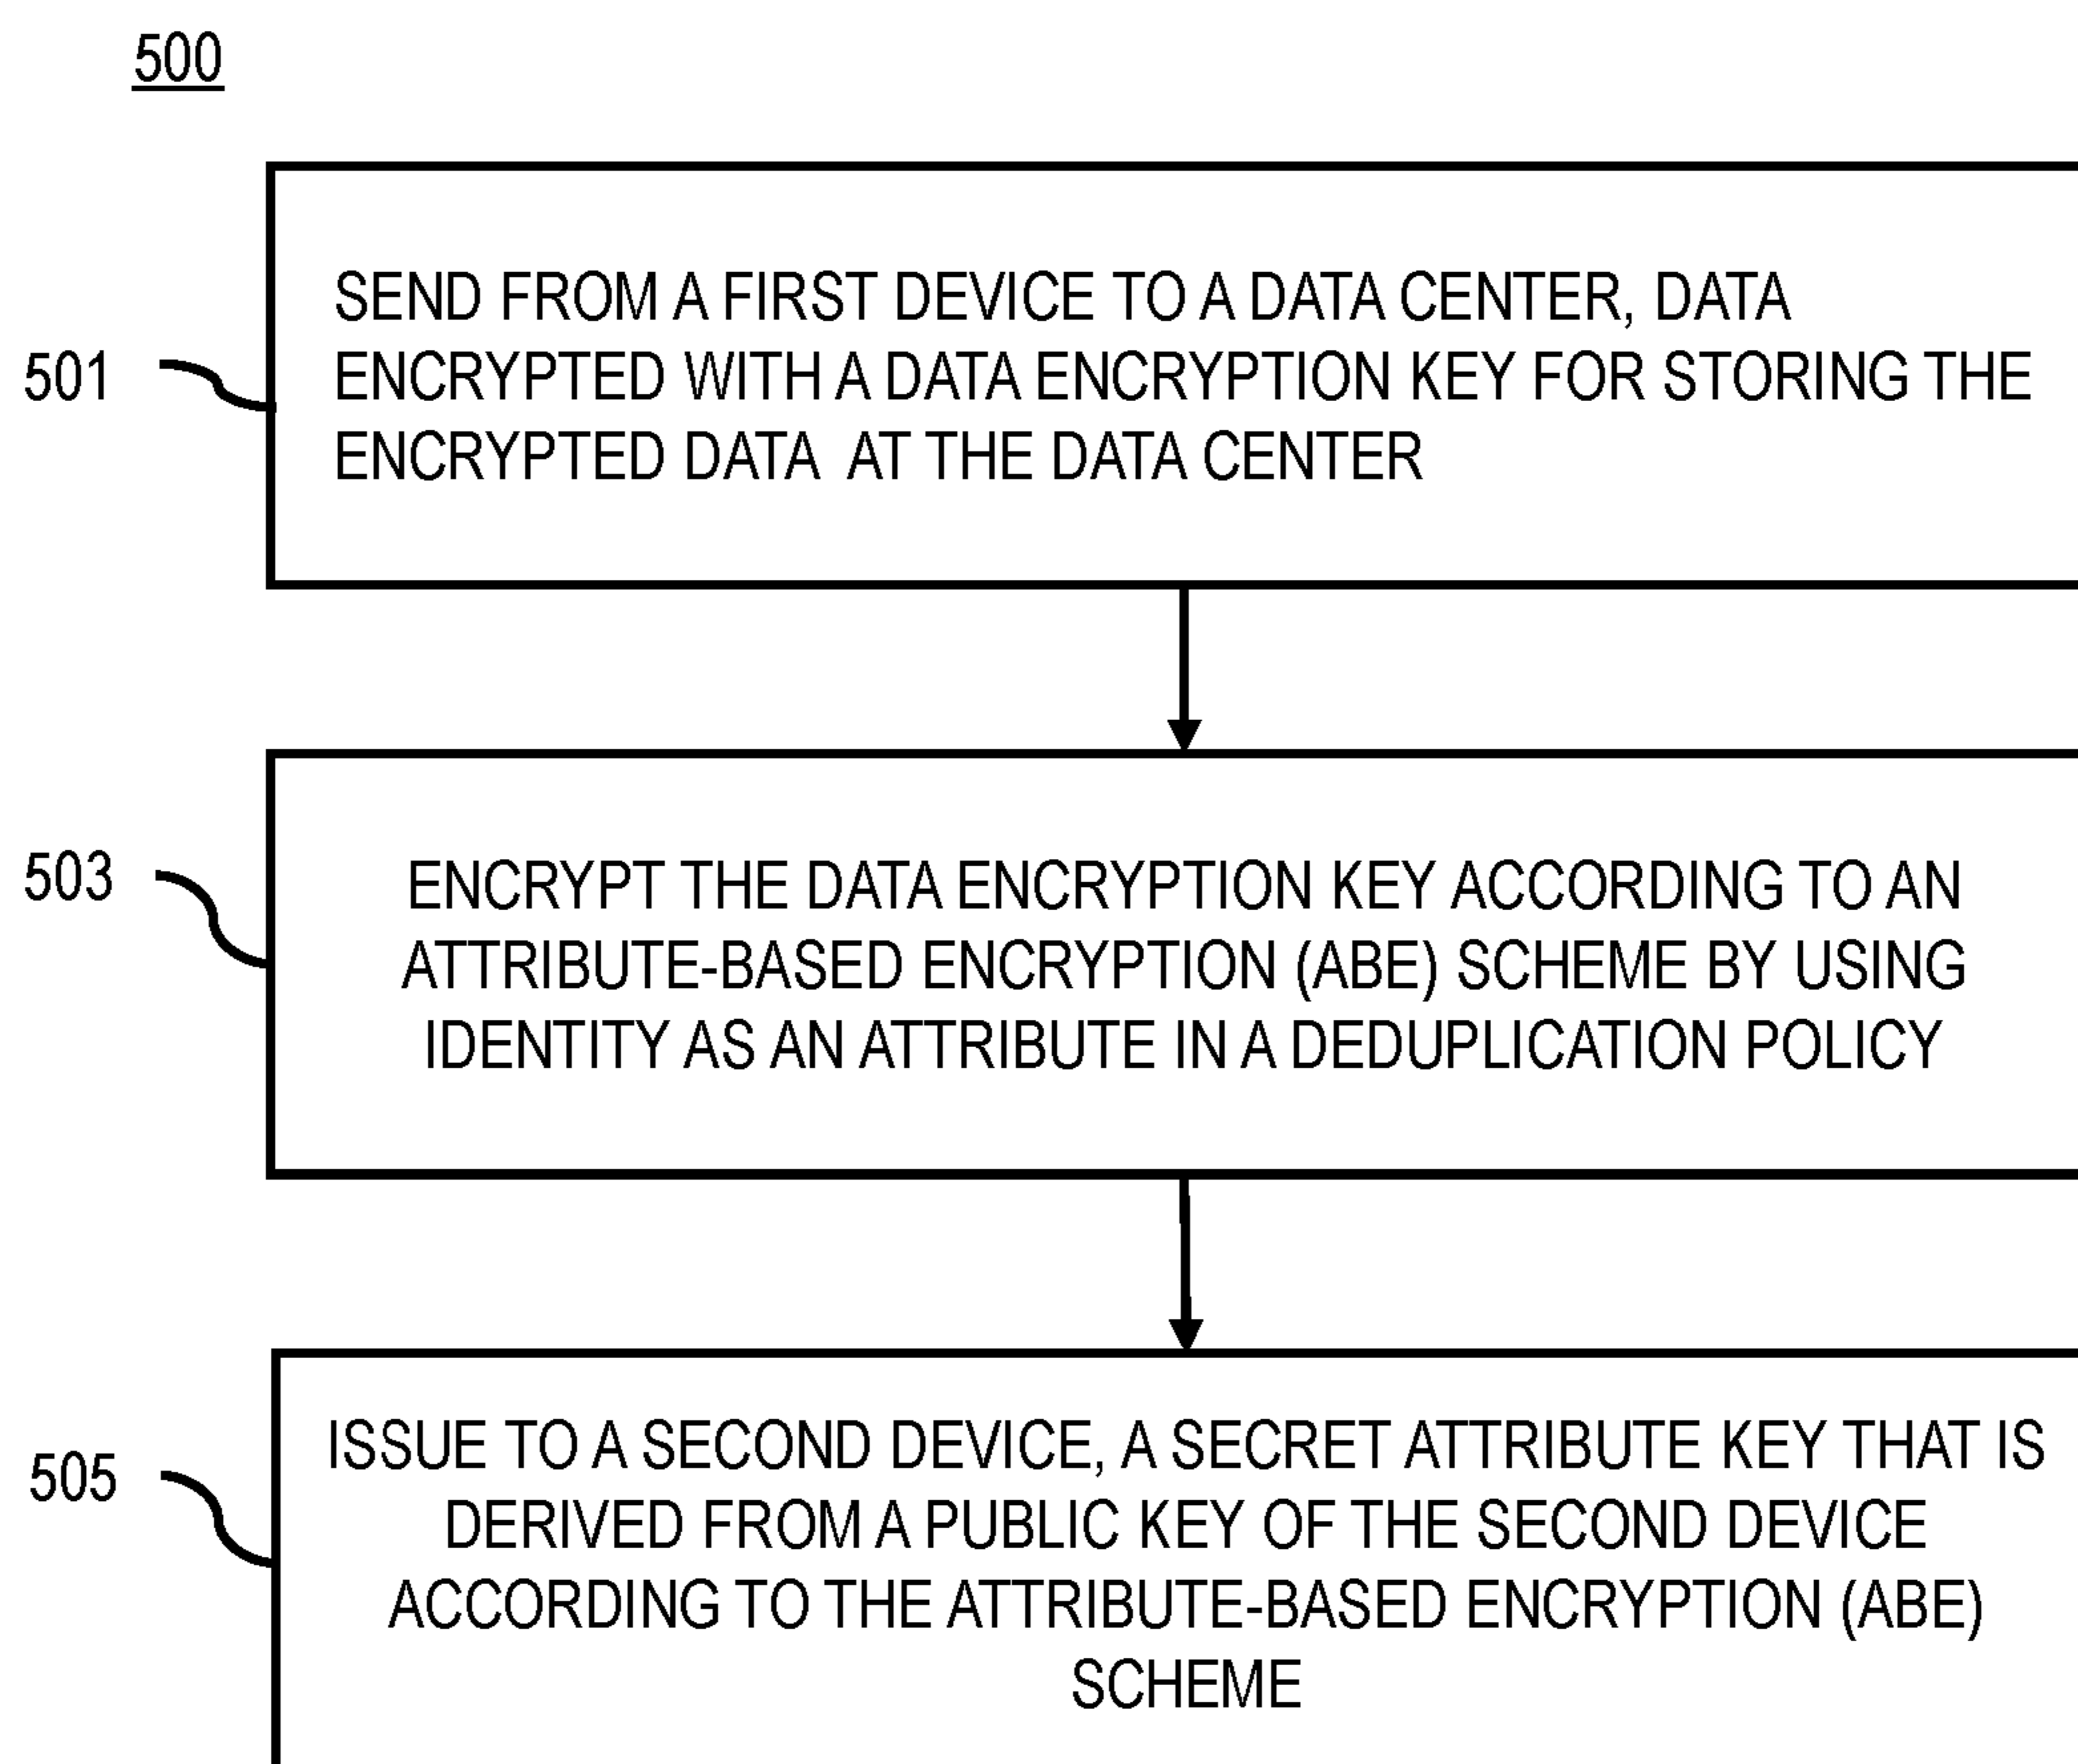 500
501
SEND FROM A FIRST DEVICE TO A DATA CENTER, DATA
ENCRYPTED WITH A DATA ENCRYPTION KEY FOR STORING THE
ENCRYPTED DATA AT THE DATA CENTER
503
ENCRYPT THE DATA ENCRYPTION KEY ACCORDING TO AN
ATTRIBUTE-BASED ENCRYPTION (ABE) SCHEME BY USING
IDENTITY AS AN ATTRIBUTE IN A DEDUPLICATION POLICY
505
ISSUE TO A SECOND DEVICE, A SECRET ATTRIBUTE KEY THAT IS
DERIVED FROM A PUBLIC KEY OF THE SECOND DEVICE
ACCORDING TO THE ATTRIBUTE-BASED ENCRYPTION (ABE)
SCHEME